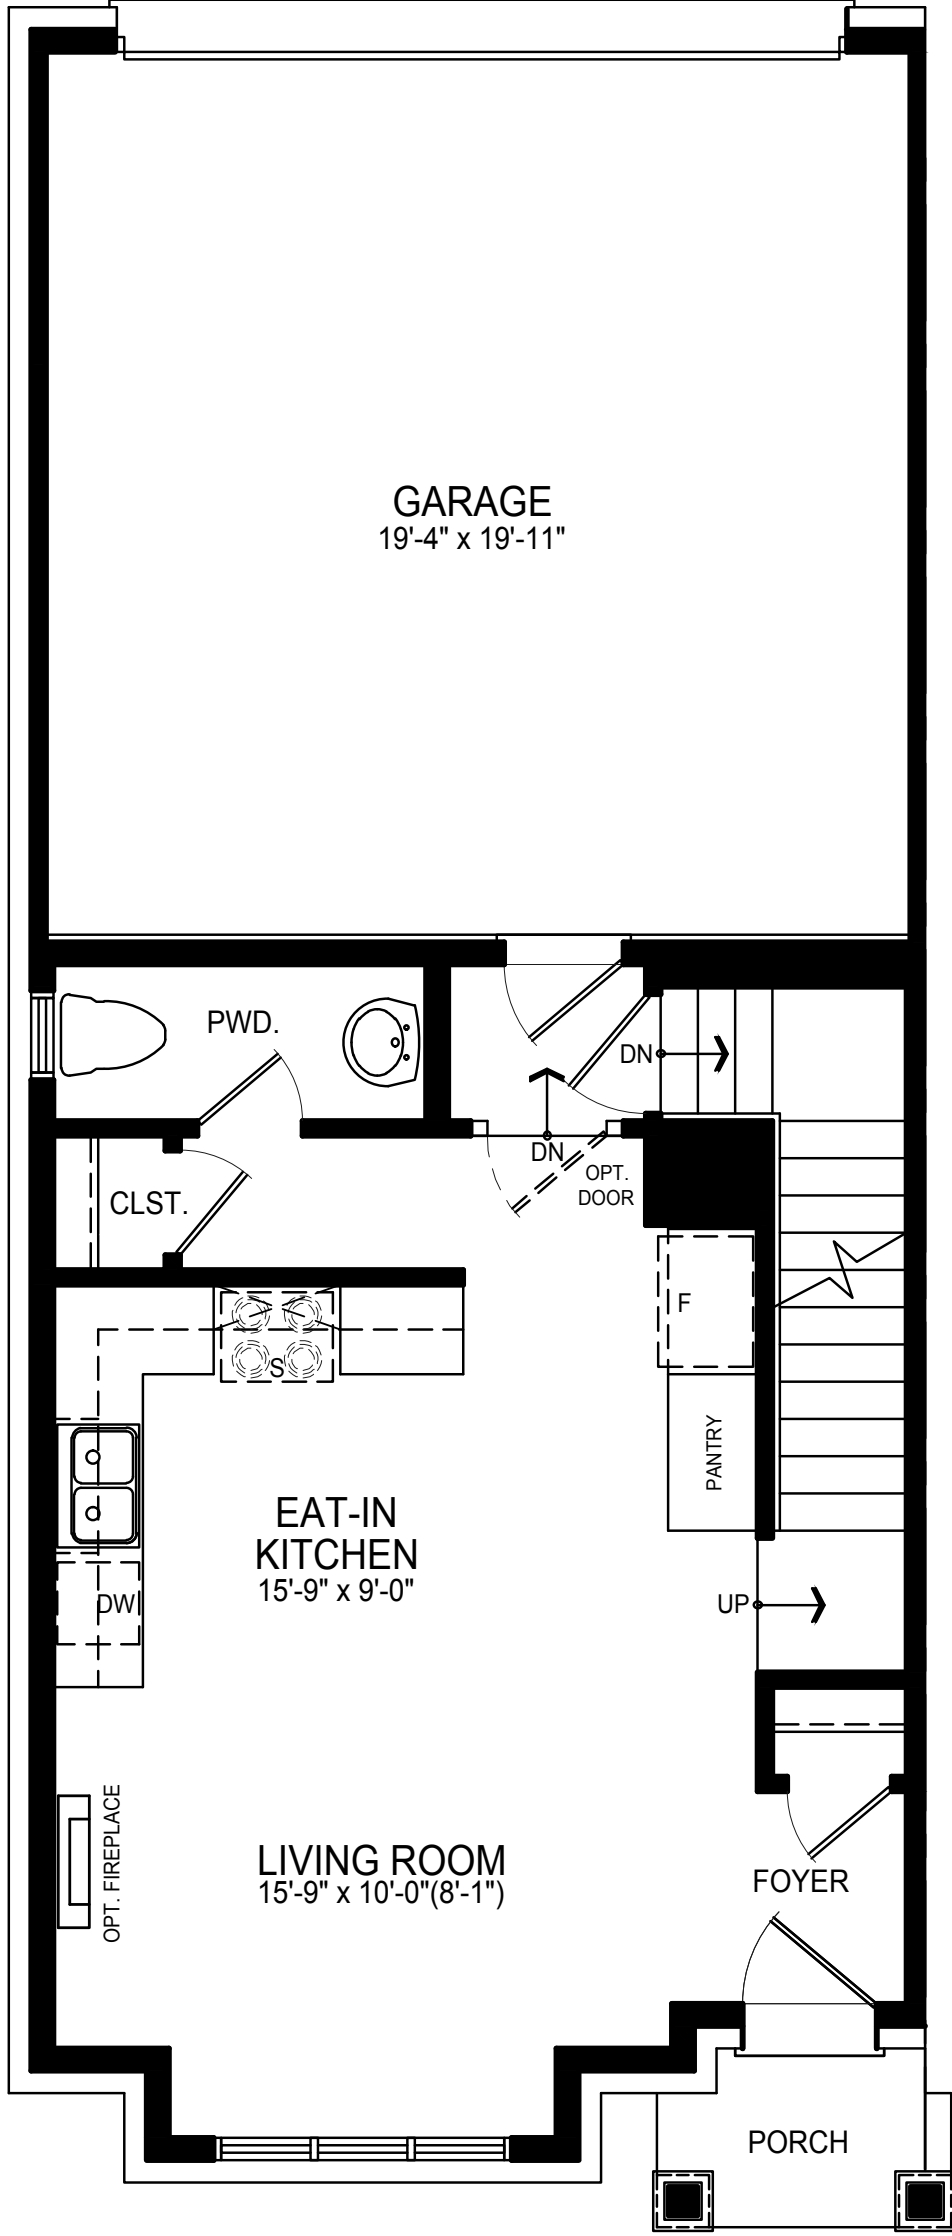 GARAGE
19'-4" x 19'-11"
PWD.
DN
DN
OPT.
DOOR
CLST.
F
S
PANTRY
EAT-IN
KITCHEN
15'-9" x 9'-0"
DW
UP
OPT. FIREPLACE
LIVING ROOM
15'-9" x 10'-0"(8'-1")
FOYER
PORCH